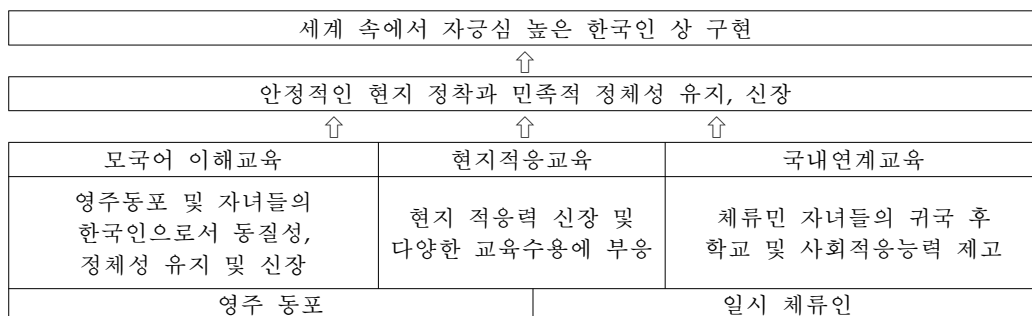 세계 속에서 자긍심 높은 한국인 상 구현
⇧
안정적인 현지 정착과 민족적 정체성 유지, 신장
⇧ ⇧ ⇧
모국어 이해교육 현지적응교육 국내연계교육
영주동포 및 자녀들의
한국인으로서 동질성,
정체성 유지 및 신장
현지 적응력 신장 및
다양한 교육수용에 부응
체류민 자녀들의 귀국 후
학교 및 사회적응능력 제고
영주 동포 일시 체류인